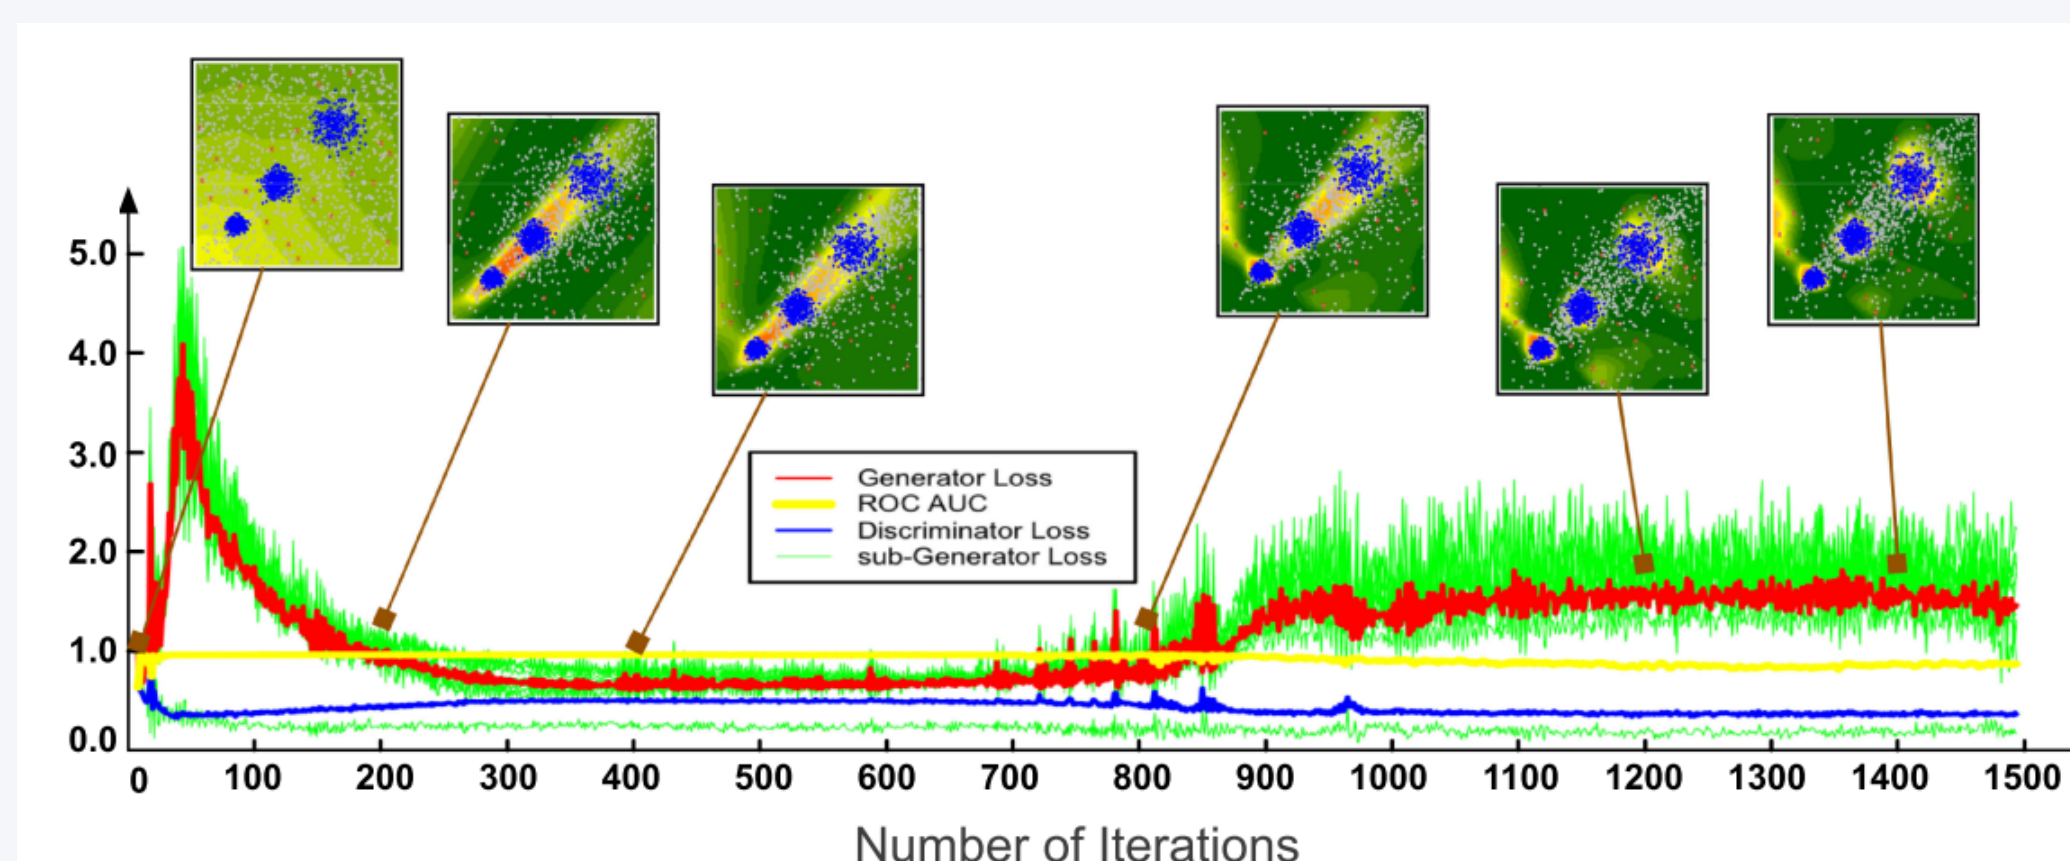 5.0
4.0
3.0
2.0
1.0
0.0
Generator Loss
ROC AUC
Discriminator Loss
sub-Generator Loss
0 100 200 300 400 500 600 700 800 900 1000 1100 1200 1300 1400 1500
Number of Iterations